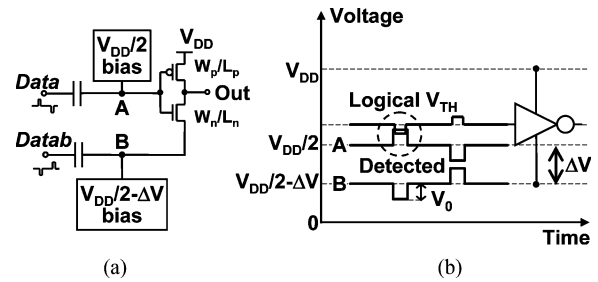 V_DD/2
bias
V_DD
Data
W_p/L_p
A
Out
W_n/L_n
Datab
B
V_DD/2-ΔV
bias
(a)
Voltage
V_DD
Logical V_TH
V_DD/2
A
Detected
ΔV
V_DD/2-ΔV
B
V_0
0
Time
(b)